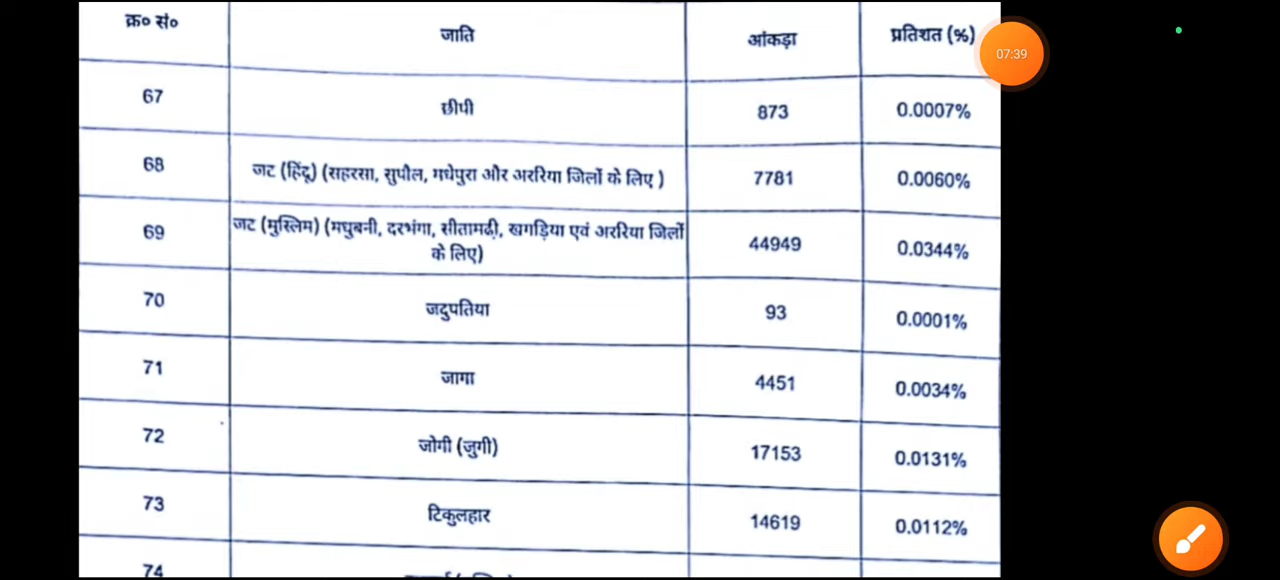 क्र० सं० जाति आंकड़ा प्रतिशत (%)
07:39
67 छीपी 873 0.0007%
68 जट (हिंदू) (सहरसा, सुपौल, मधेपुरा और अररिया जिलों के लिए ) 7781 0.0060%
69 जट (मुस्लिम) (मधुबनी, दरभंगा, सीतामढ़ी, खगड़िया एवं अररिया जिलों
के लिए) 44949 0.0344%
70 जदुपतिया 93 0.0001%
71 जागा 4451 0.0034%
72 जोगी (जुगी) 17153 0.0131%
73 टिकुलहार 14619 0.0112%
74